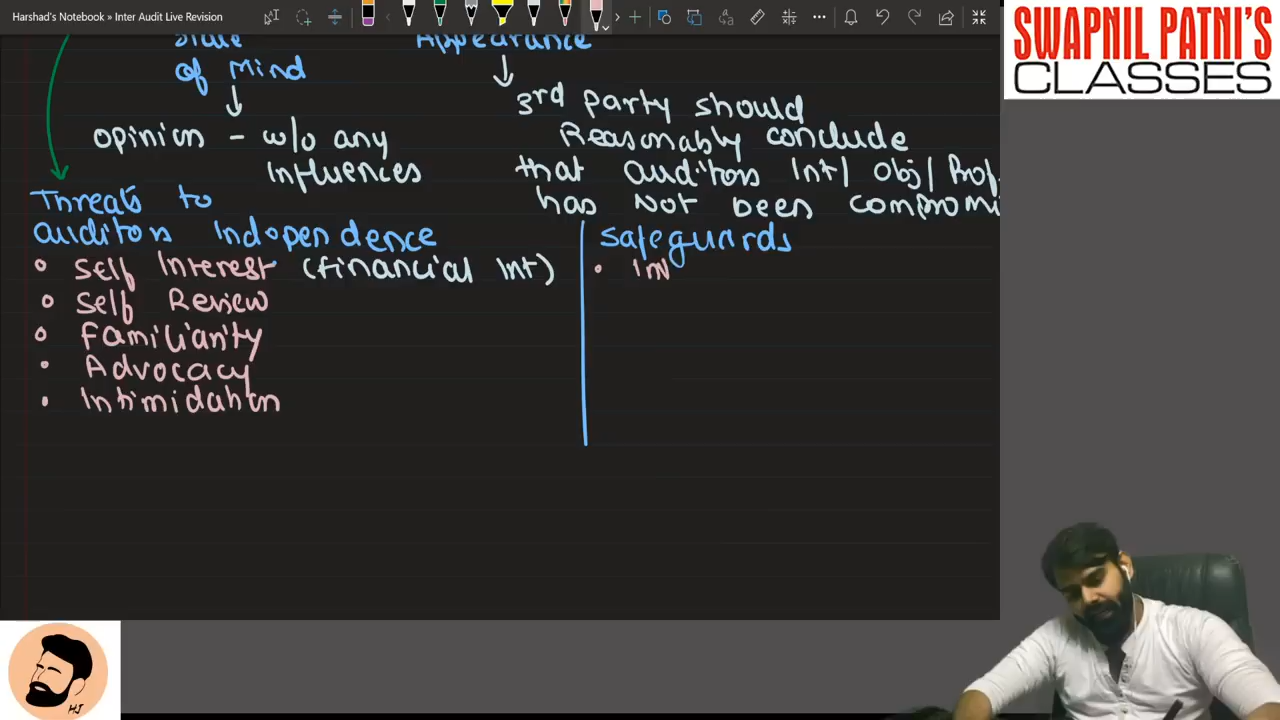 Harshad's Notebook » Inter Audit Live Revision
SWAPNIL PATNI'S
CLASSES
State
of Mind
Appearance
opinion - w/o any
Influences
3rd party should
Reasonably conclude
that auditors Int/ Obj/ Prof.
has Not been compromi
Threats to
auditors Independence
• Self Interest (financial Int)
• Self Review
• familiarity
• Advocacy
• Intimidation
Safeguards
• Im
HJ